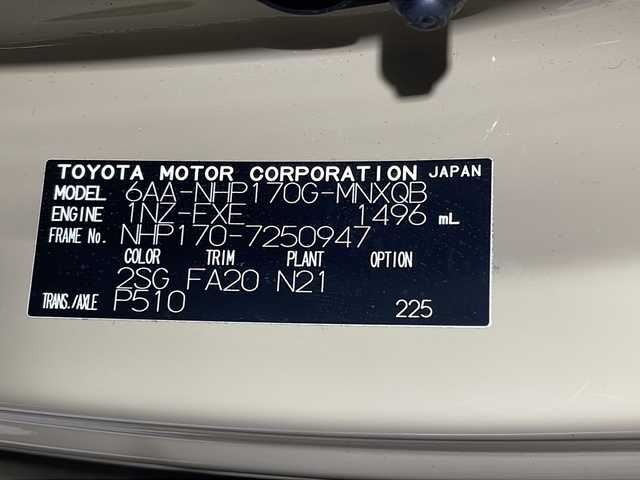 TOYOTA MOTOR CORPORATION JAPAN
MODEL 6AA-NHP170G-MNXQB
ENGINE 1NZ-FXE 1496 mL
FRAME No. NHP170-7250947
COLOR TRIM PLANT OPTION
2SG FA20 N21
TRANS./AXLE P510 225